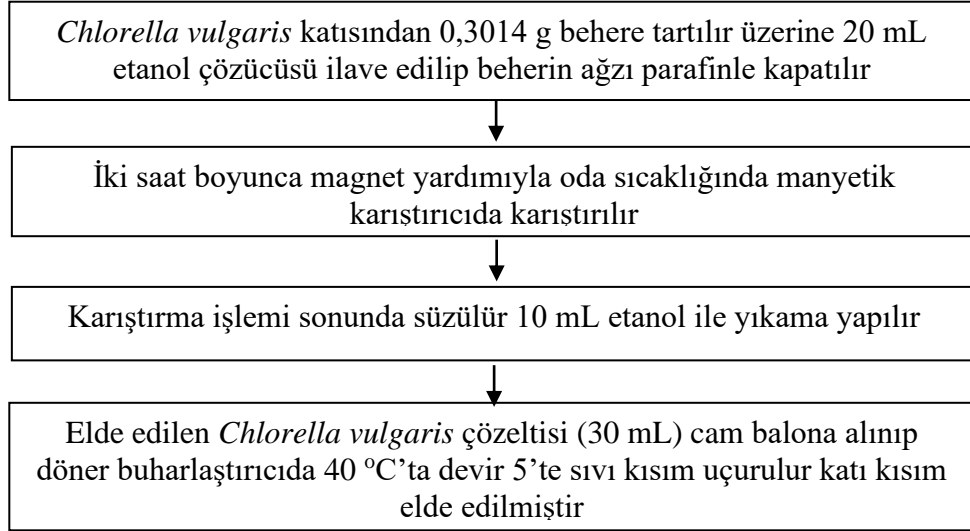 Chlorella vulgaris katısından 0,3014 g behere tartılır üzerine 20 mL
etanol çözücüsü ilave edilip beherin ağzı parafinle kapatılır
İki saat boyunca magnet yardımıyla oda sıcaklığında manyetik
karıştırıcıda karıştırılır
Karıştırma işlemi sonunda süzülür 10 mL etanol ile yıkama yapılır
Elde edilen Chlorella vulgaris çözeltisi (30 mL) cam balona alınıp
döner buharlaştırıcıda 40 °C’ta devir 5’te sıvı kısım uçurulur katı kısım
elde edilmiştir